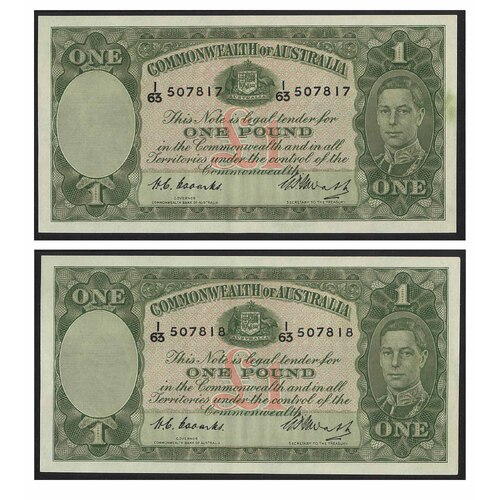 ONE 1
COMMONWEALTH OF AUSTRALIA
I/63 507817 I/63 507817
AUSTRALIA
This Note is legal tender for
ONE POUND
in the Commonwealth and in all
Territories under the control of the
Commonwealth
£1
1 ONE
GOVERNOR
COMMONWEALTH BANK OF AUSTRALIA
SECRETARY TO THE TREASURY
ONE 1
COMMONWEALTH OF AUSTRALIA
I/63 507818 I/63 507818
AUSTRALIA
This Note is legal tender for
ONE POUND
in the Commonwealth and in all
Territories under the control of the
Commonwealth
£1
1 ONE
GOVERNOR
COMMONWEALTH BANK OF AUSTRALIA
SECRETARY TO THE TREASURY